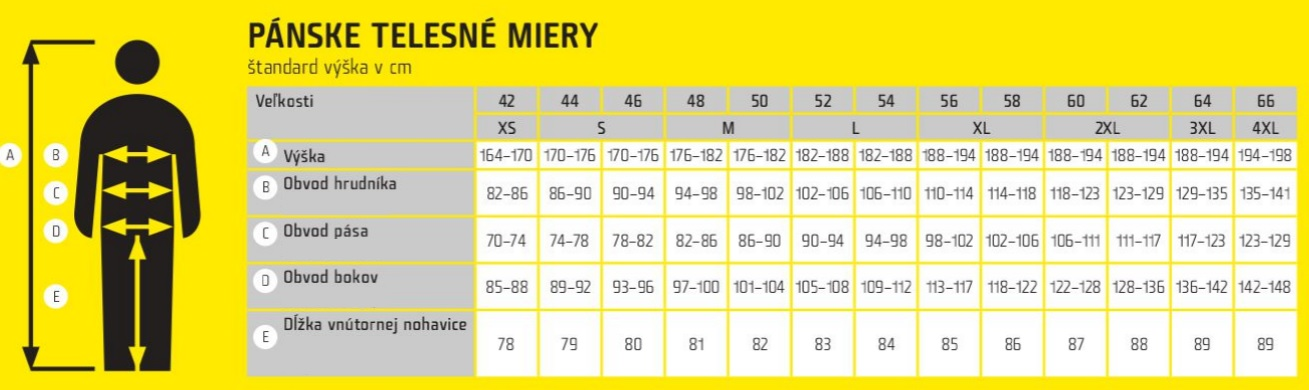 PÁNSKE TELESNÉ MIERY
štandard výška v cm
Veľkosti 42 44 46 48 50 52 54 56 58 60 62 64 66
XS S M L XL 2XL 3XL 4XL
A Výška 164–170 170–176 170–176 176–182 176–182 182–188 182–188 188–194 188–194 188–194 188–194 188–194 194–198
B Obvod hrudníka 82–86 86–90 90–94 94–98 98–102 102–106 106–110 110–114 114–118 118–123 123–129 129–135 135–141
C Obvod pása 70–74 74–78 78–82 82–86 86–90 90–94 94–98 98–102 102–106 106–111 111–117 117–123 123–129
D Obvod bokov 85–88 89–92 93–96 97–100 101–104 105–108 109–112 113–117 118–122 122–128 128–136 136–142 142–148
E Dĺžka vnútornej nohavice 78 79 80 81 82 83 84 85 86 87 88 89 89
A B
C
D
E